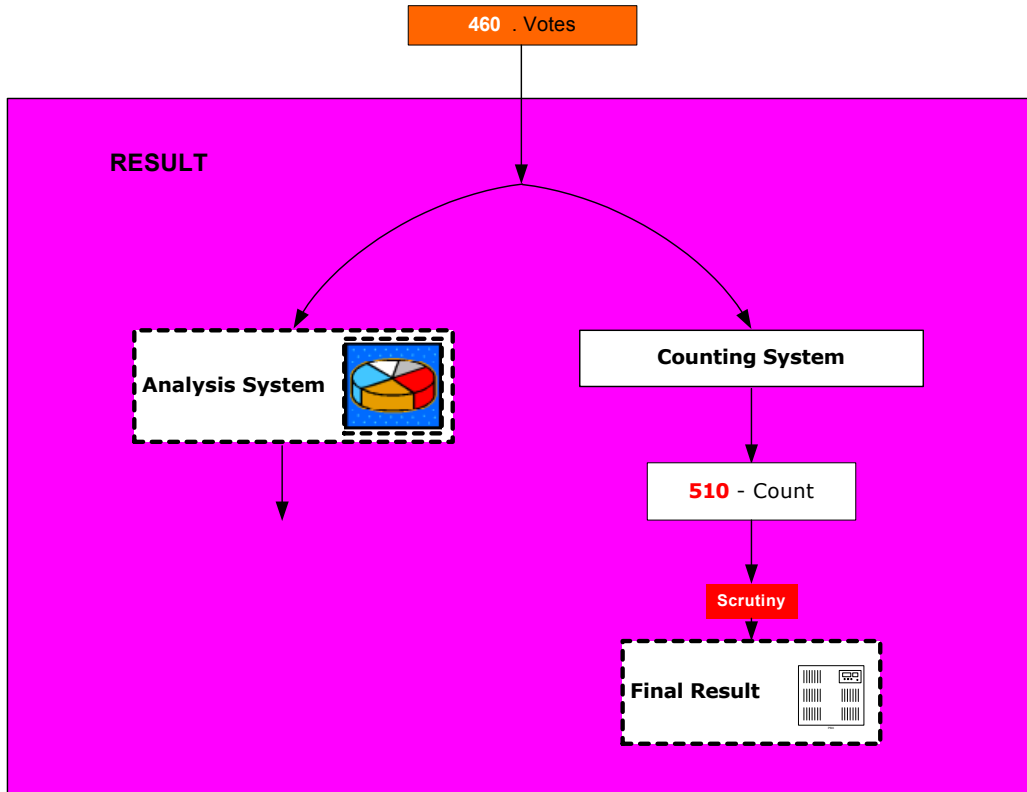 460 . Votes
RESULT
Analysis System
Counting System
510 - Count
Scrutiny
Final Result